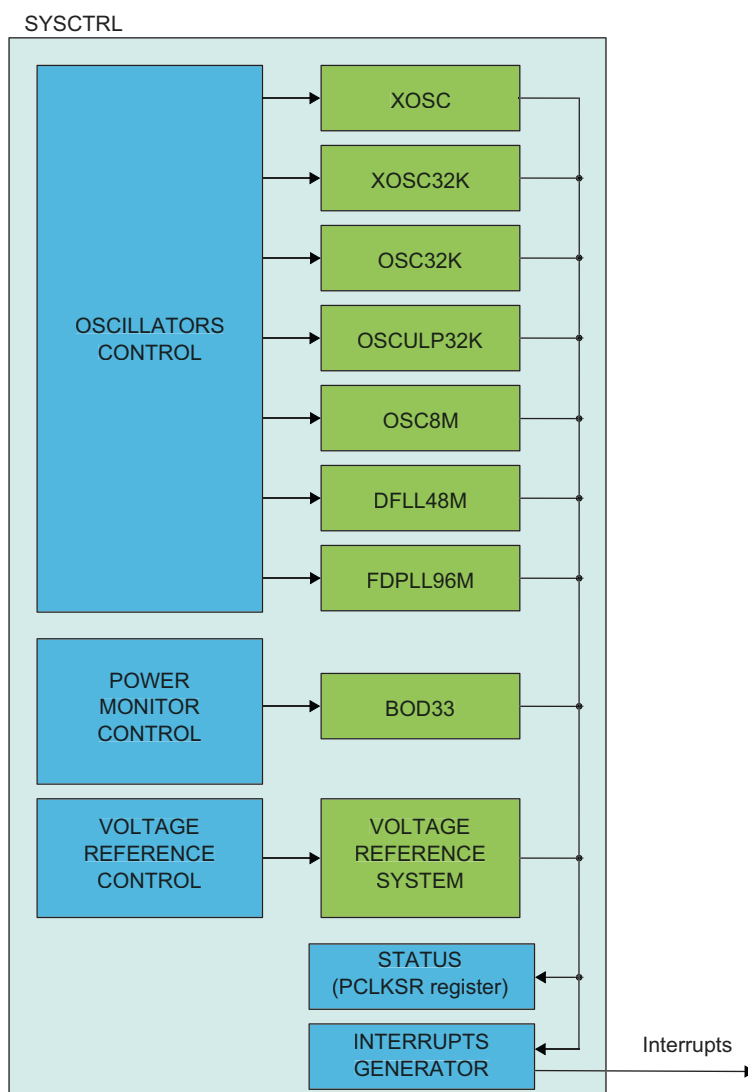 SYSCTRL
OSCILLATORS
CONTROL
XOSC
XOSC32K
OSC32K
OSCULP32K
OSC8M
DFLL48M
FDPLL96M
POWER
MONITOR
CONTROL
BOD33
VOLTAGE
REFERENCE
CONTROL
VOLTAGE
REFERENCE
SYSTEM
STATUS
(PCLKSR register)
INTERRUPTS
GENERATOR
Interrupts